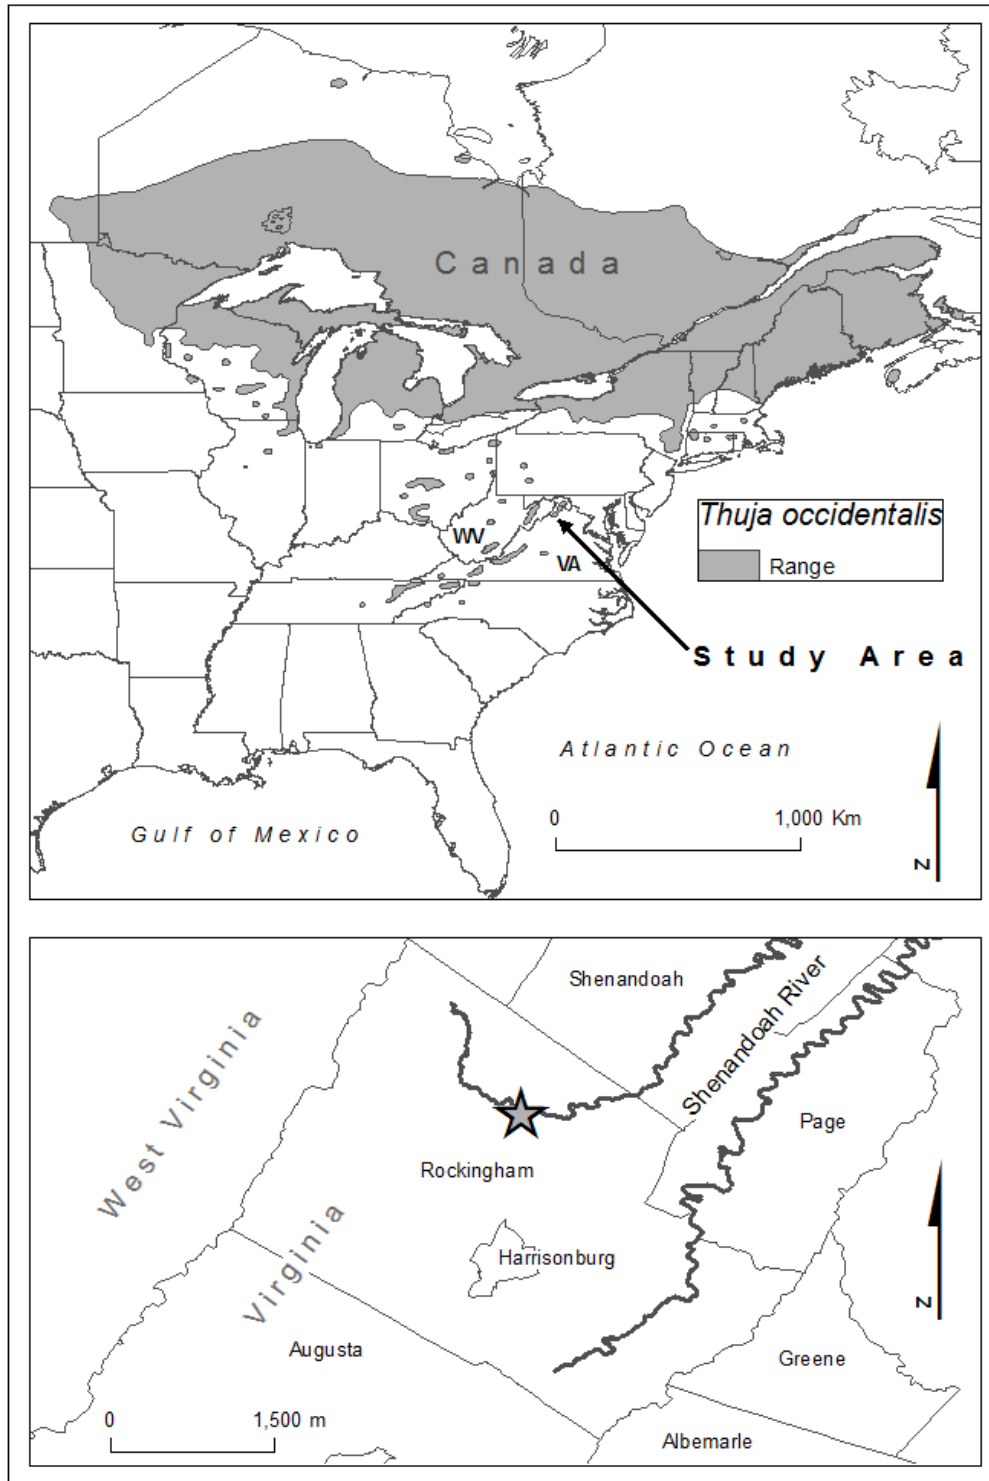 Canada
Thuja occidentalis
Range
WV
VA
Study Area
Atlantic Ocean
0 1,000 Km
Gulf of Mexico
N
Shenandoah
Shenandoah River
West Virginia
Page
Rockingham
Virginia
Harrisonburg
N
Augusta
Greene
0 1,500 m
Albemarle